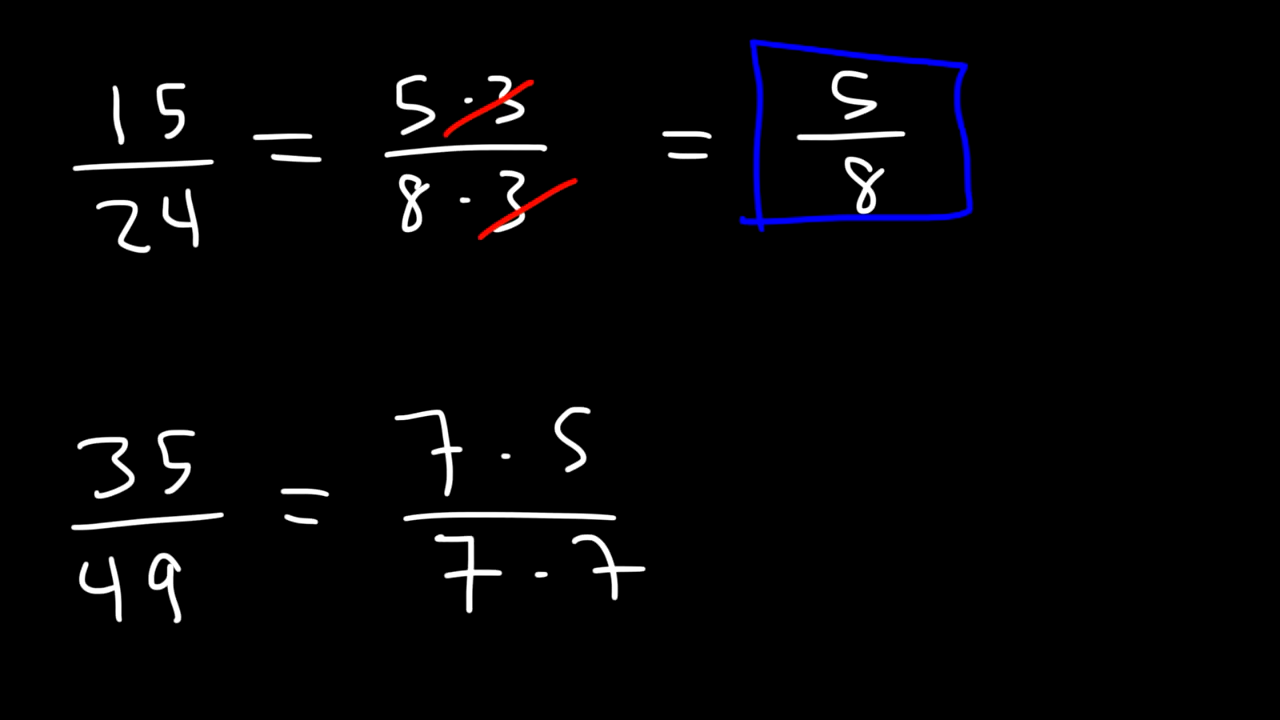 15/24 = 5·3/8·3 = 5/8
35/49 = 7·5/7·7